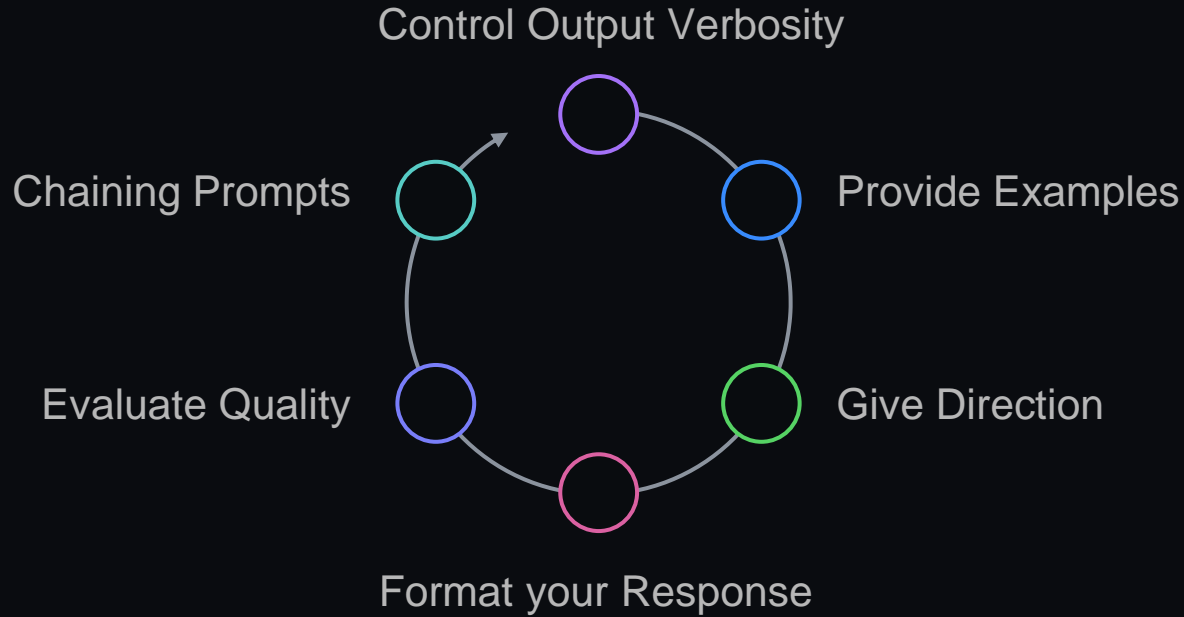 Control Output Verbosity
Chaining Prompts
Provide Examples
Evaluate Quality
Give Direction
Format your Response